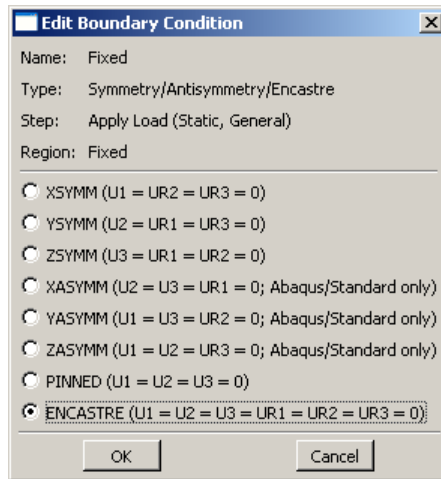 Edit Boundary Condition
Name: Fixed
Type: Symmetry/Antisymmetry/Encastre
Step: Apply Load (Static, General)
Region: Fixed
XSYMM (U1 = UR2 = UR3 = 0)
YSYMM (U2 = UR1 = UR3 = 0)
ZSYMM (U3 = UR1 = UR2 = 0)
XASYMM (U2 = U3 = UR1 = 0; Abaqus/Standard only)
YASYMM (U1 = U3 = UR2 = 0; Abaqus/Standard only)
ZASYMM (U1 = U2 = UR3 = 0; Abaqus/Standard only)
PINNED (U1 = U2 = U3 = 0)
ENCASTRE (U1 = U2 = U3 = UR1 = UR2 = UR3 = 0)
OK Cancel